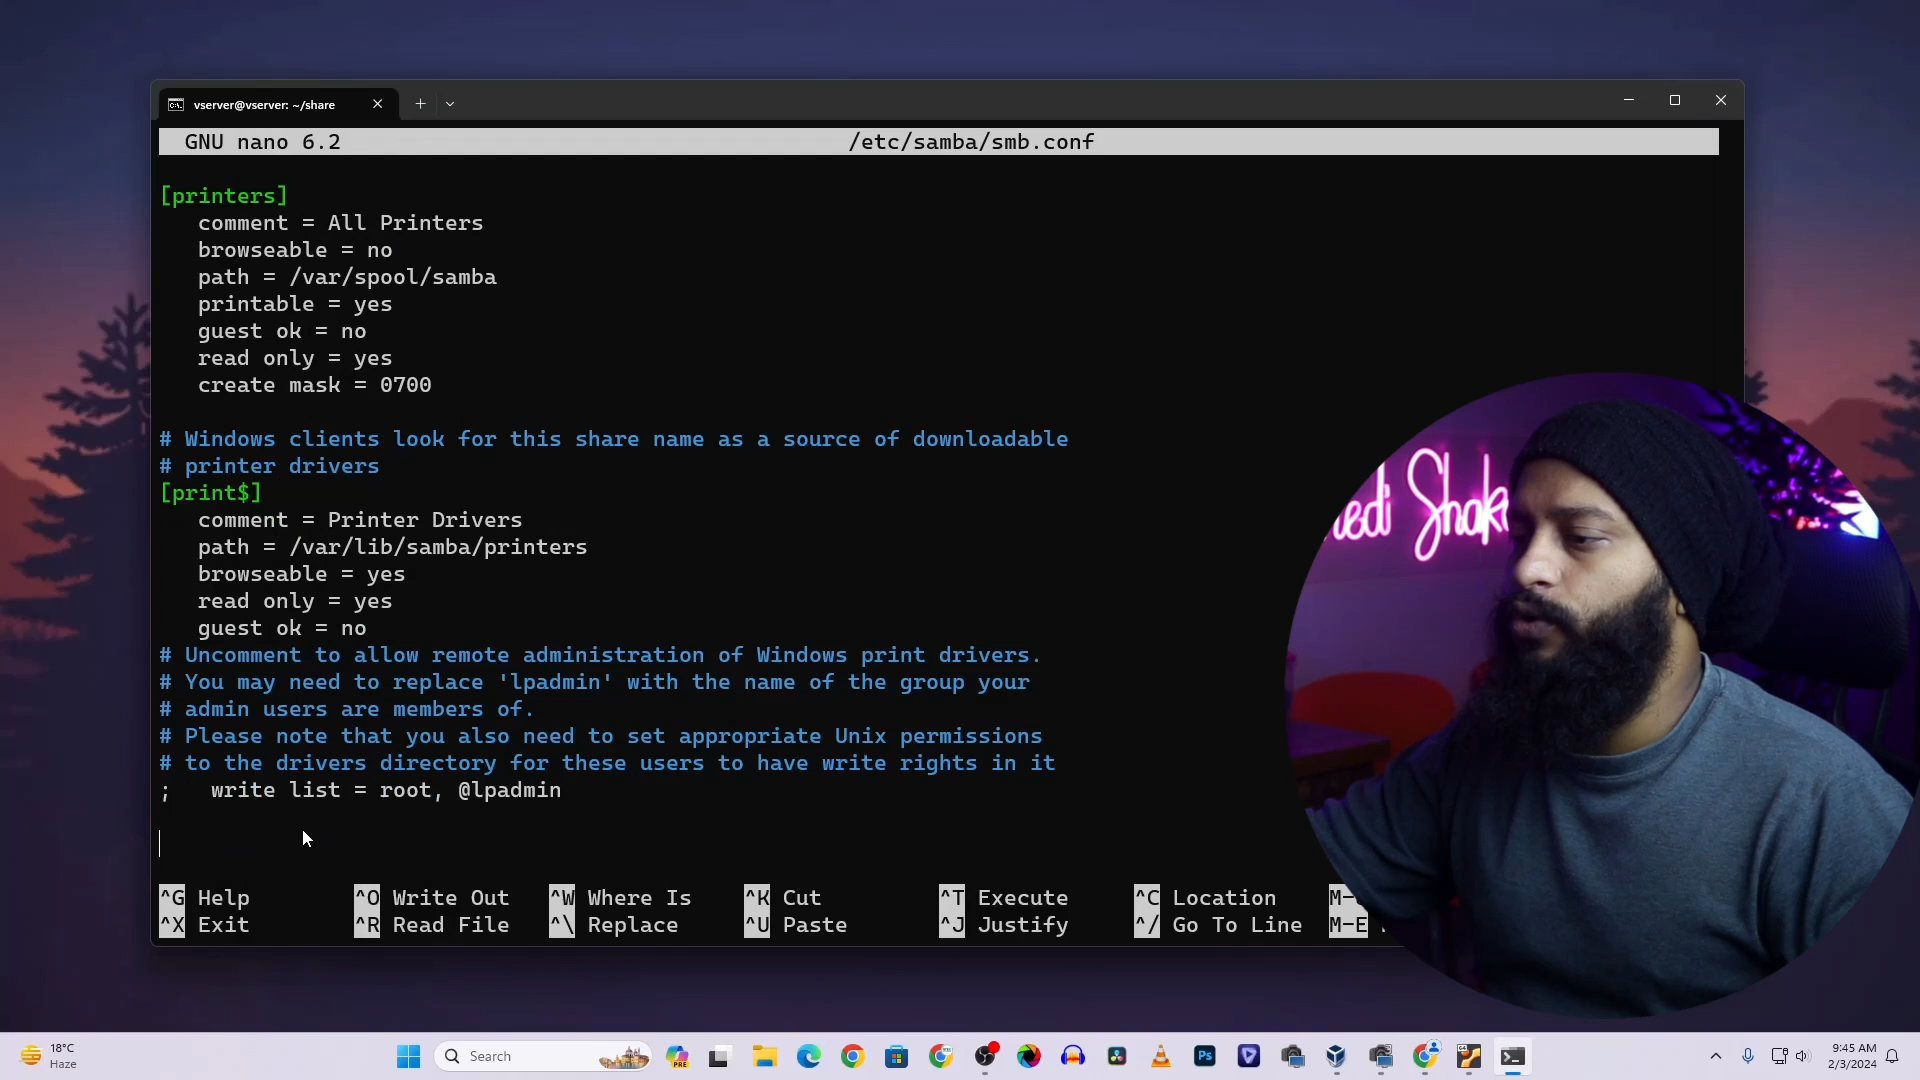 vserver@vserver: ~/share
GNU nano 6.2 /etc/samba/smb.conf
[printers]
comment = All Printers
browseable = no
path = /var/spool/samba
printable = yes
guest ok = no
read only = yes
create mask = 0700
# Windows clients look for this share name as a source of downloadable
# printer drivers
[print$]
comment = Printer Drivers
path = /var/lib/samba/printers
browseable = yes
read only = yes
guest ok = no
# Uncomment to allow remote administration of Windows print drivers.
# You may need to replace 'lpadmin' with the name of the group your
# admin users are members of.
# Please note that you also need to set appropriate Unix permissions
# to the drivers directory for these users to have write rights in it
;   write list = root, @lpadmin
^G Help ^O Write Out ^W Where Is ^K Cut ^T Execute ^C Location
^X Exit ^R Read File ^\ Replace ^U Paste ^J Justify ^/ Go To Line M-E
18°C
Haze
Search
PRE
Ps
9:45 AM
2/3/2024